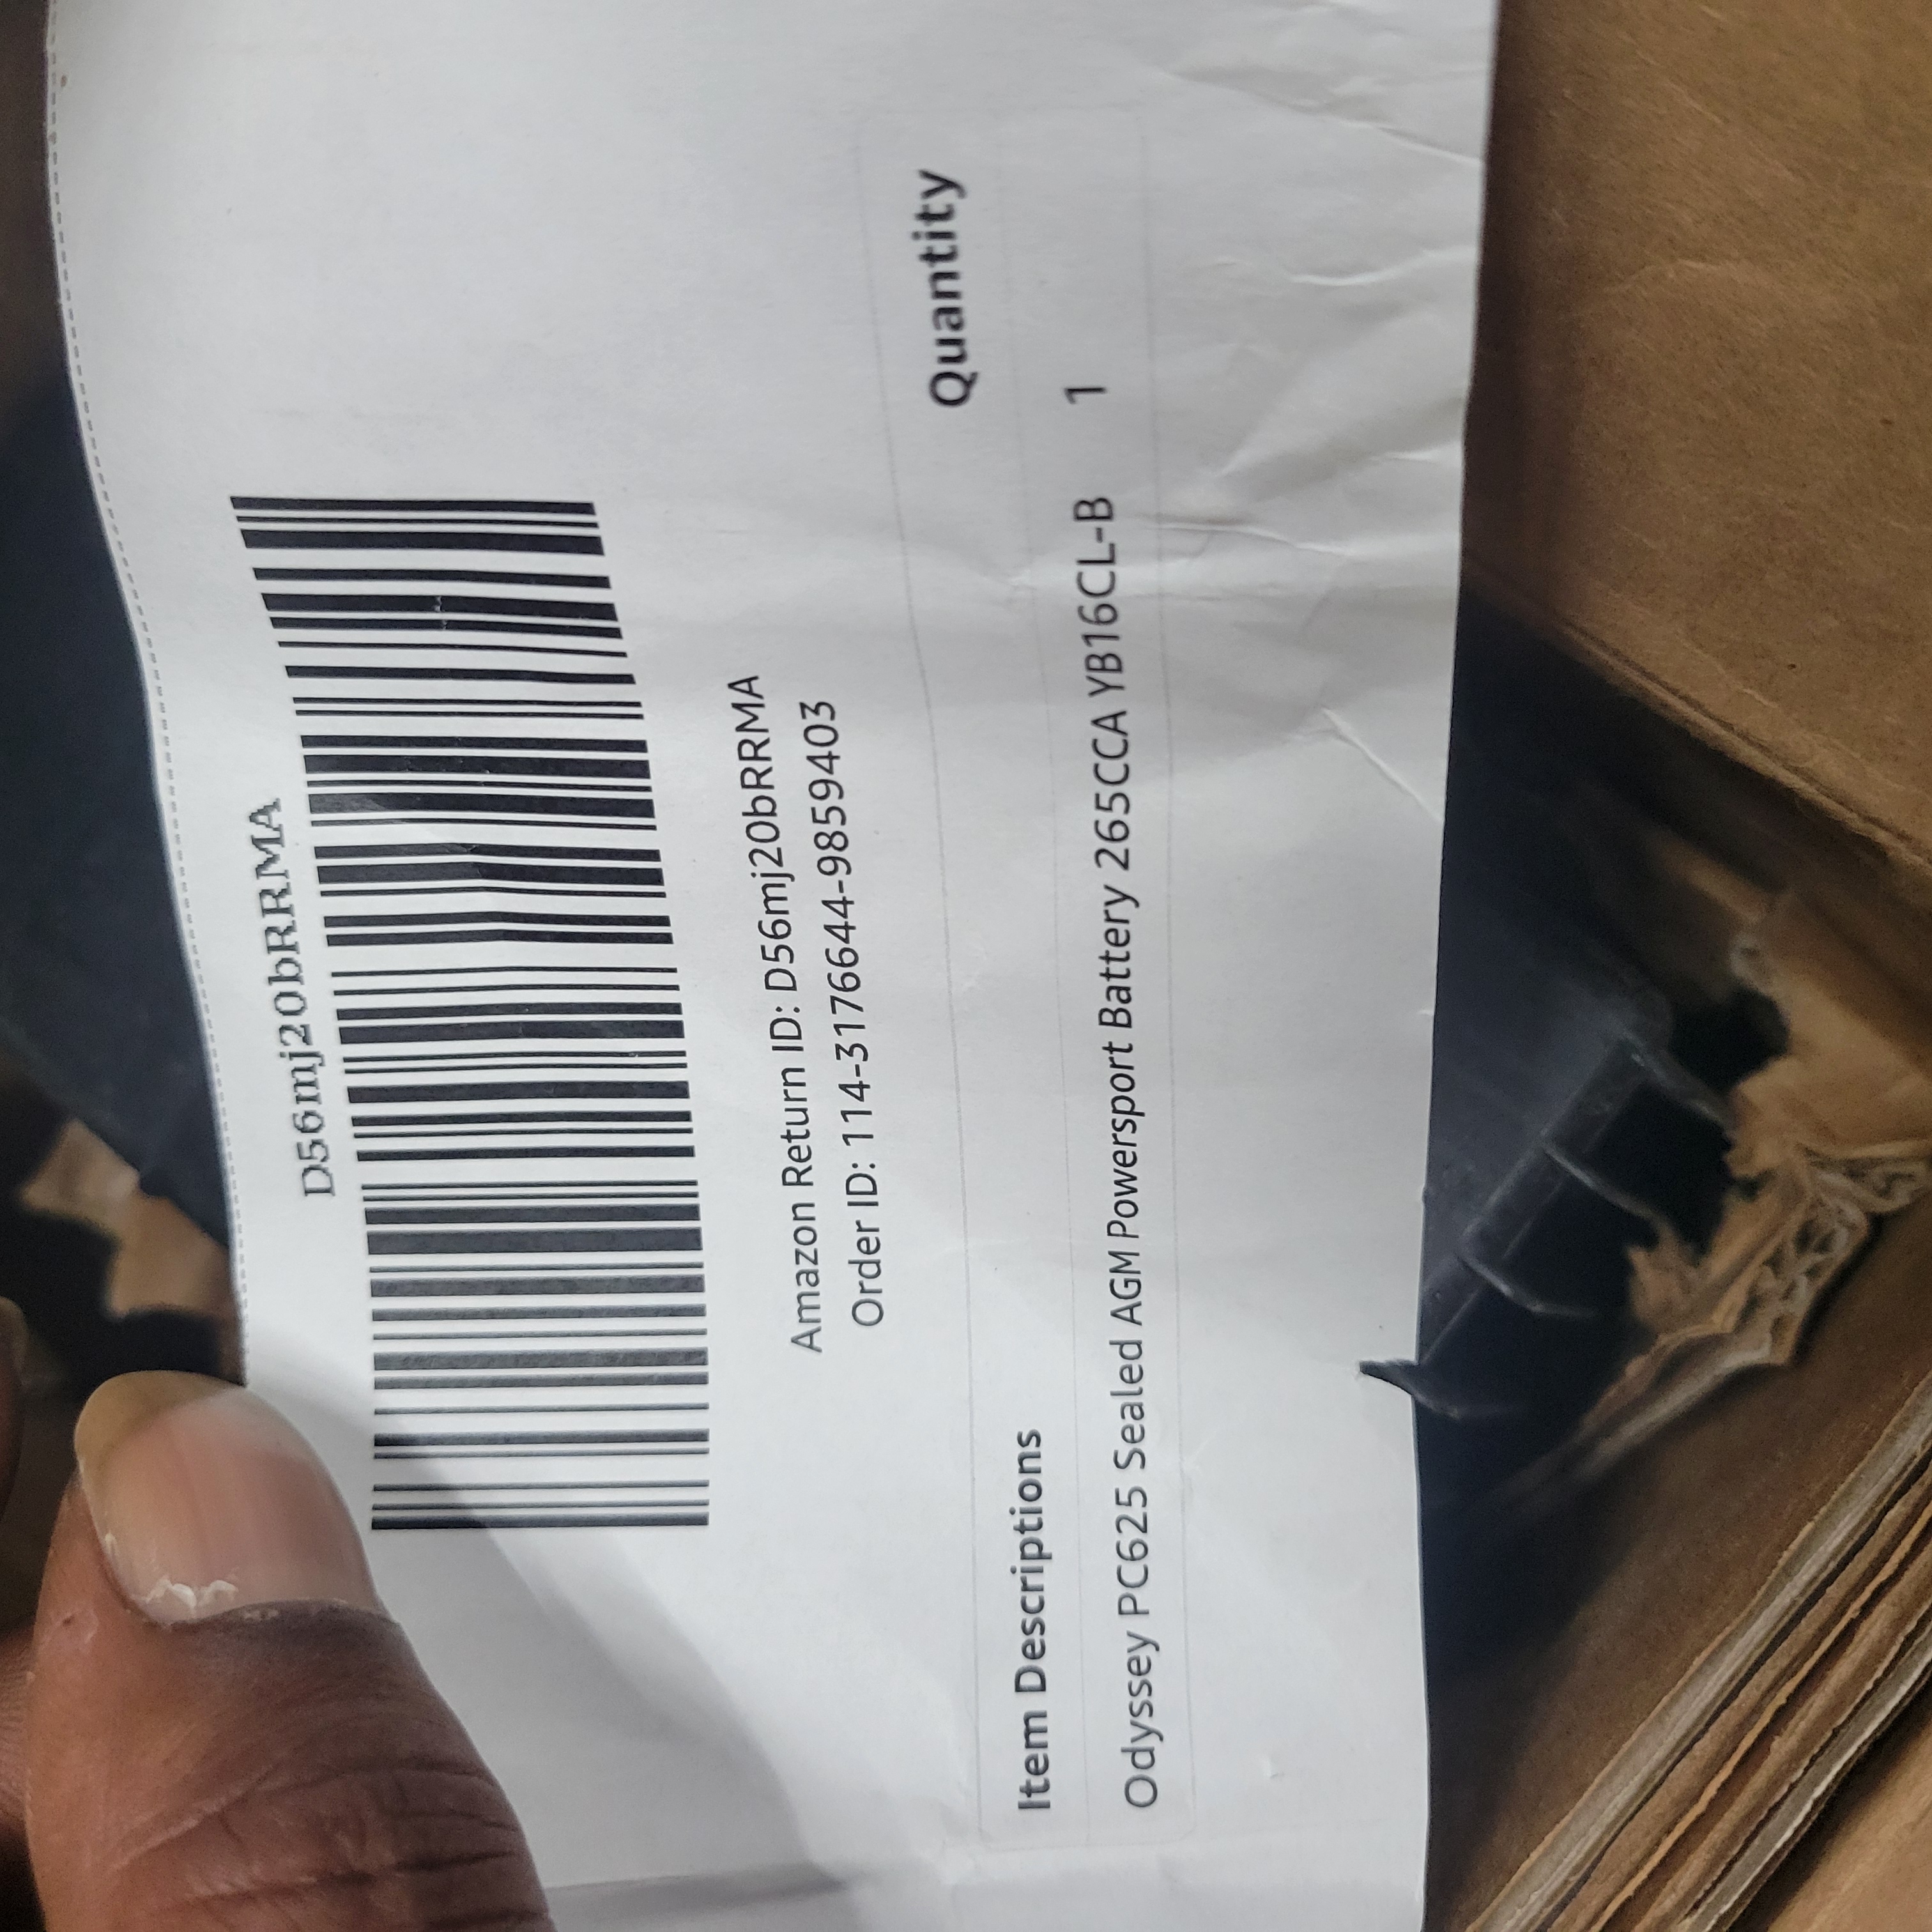 D56mj20bRRMA
Amazon Return ID: D56mj20bRRMA
Order ID: 114-3176644-9859403
Item Descriptions Quantity
Odyssey PC625 Sealed AGM Powersport Battery 265CCA YB16CL-B 1